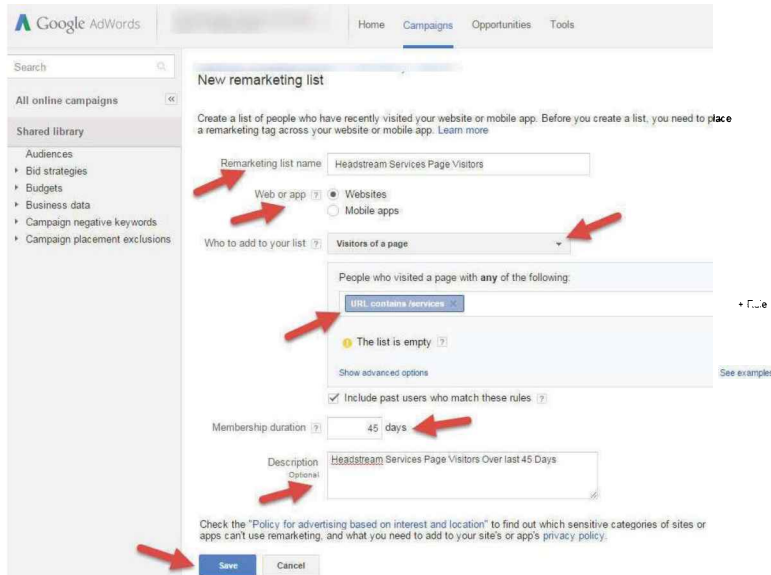 Google AdWords
Home Campaigns Opportunities Tools
Search
All online campaigns
Shared library
Audiences
Bid strategies
Budgets
Business data
Campaign negative keywords
Campaign placement exclusions
New remarketing list
Create a list of people who have recently visited your website or mobile app. Before you create a list, you need to place
a remarketing tag across your website or mobile app. Learn more
Remarketing list name Headstream Services Page Visitors
Web or app ? Websites
Mobile apps
Who to add to your list ? Visitors of a page
People who visited a page with any of the following:
URL contains /services ×
+
The list is empty ?
Show advanced options See examples
Include past users who match these rules ?
Membership duration ? 45 days
Description Headstream Services Page Visitors Over last 45 Days
Optional
Check the "Policy for advertising based on interest and location" to find out which sensitive categories of sites or
apps can't use remarketing, and what you need to add to your site's or app's privacy policy.
Save Cancel